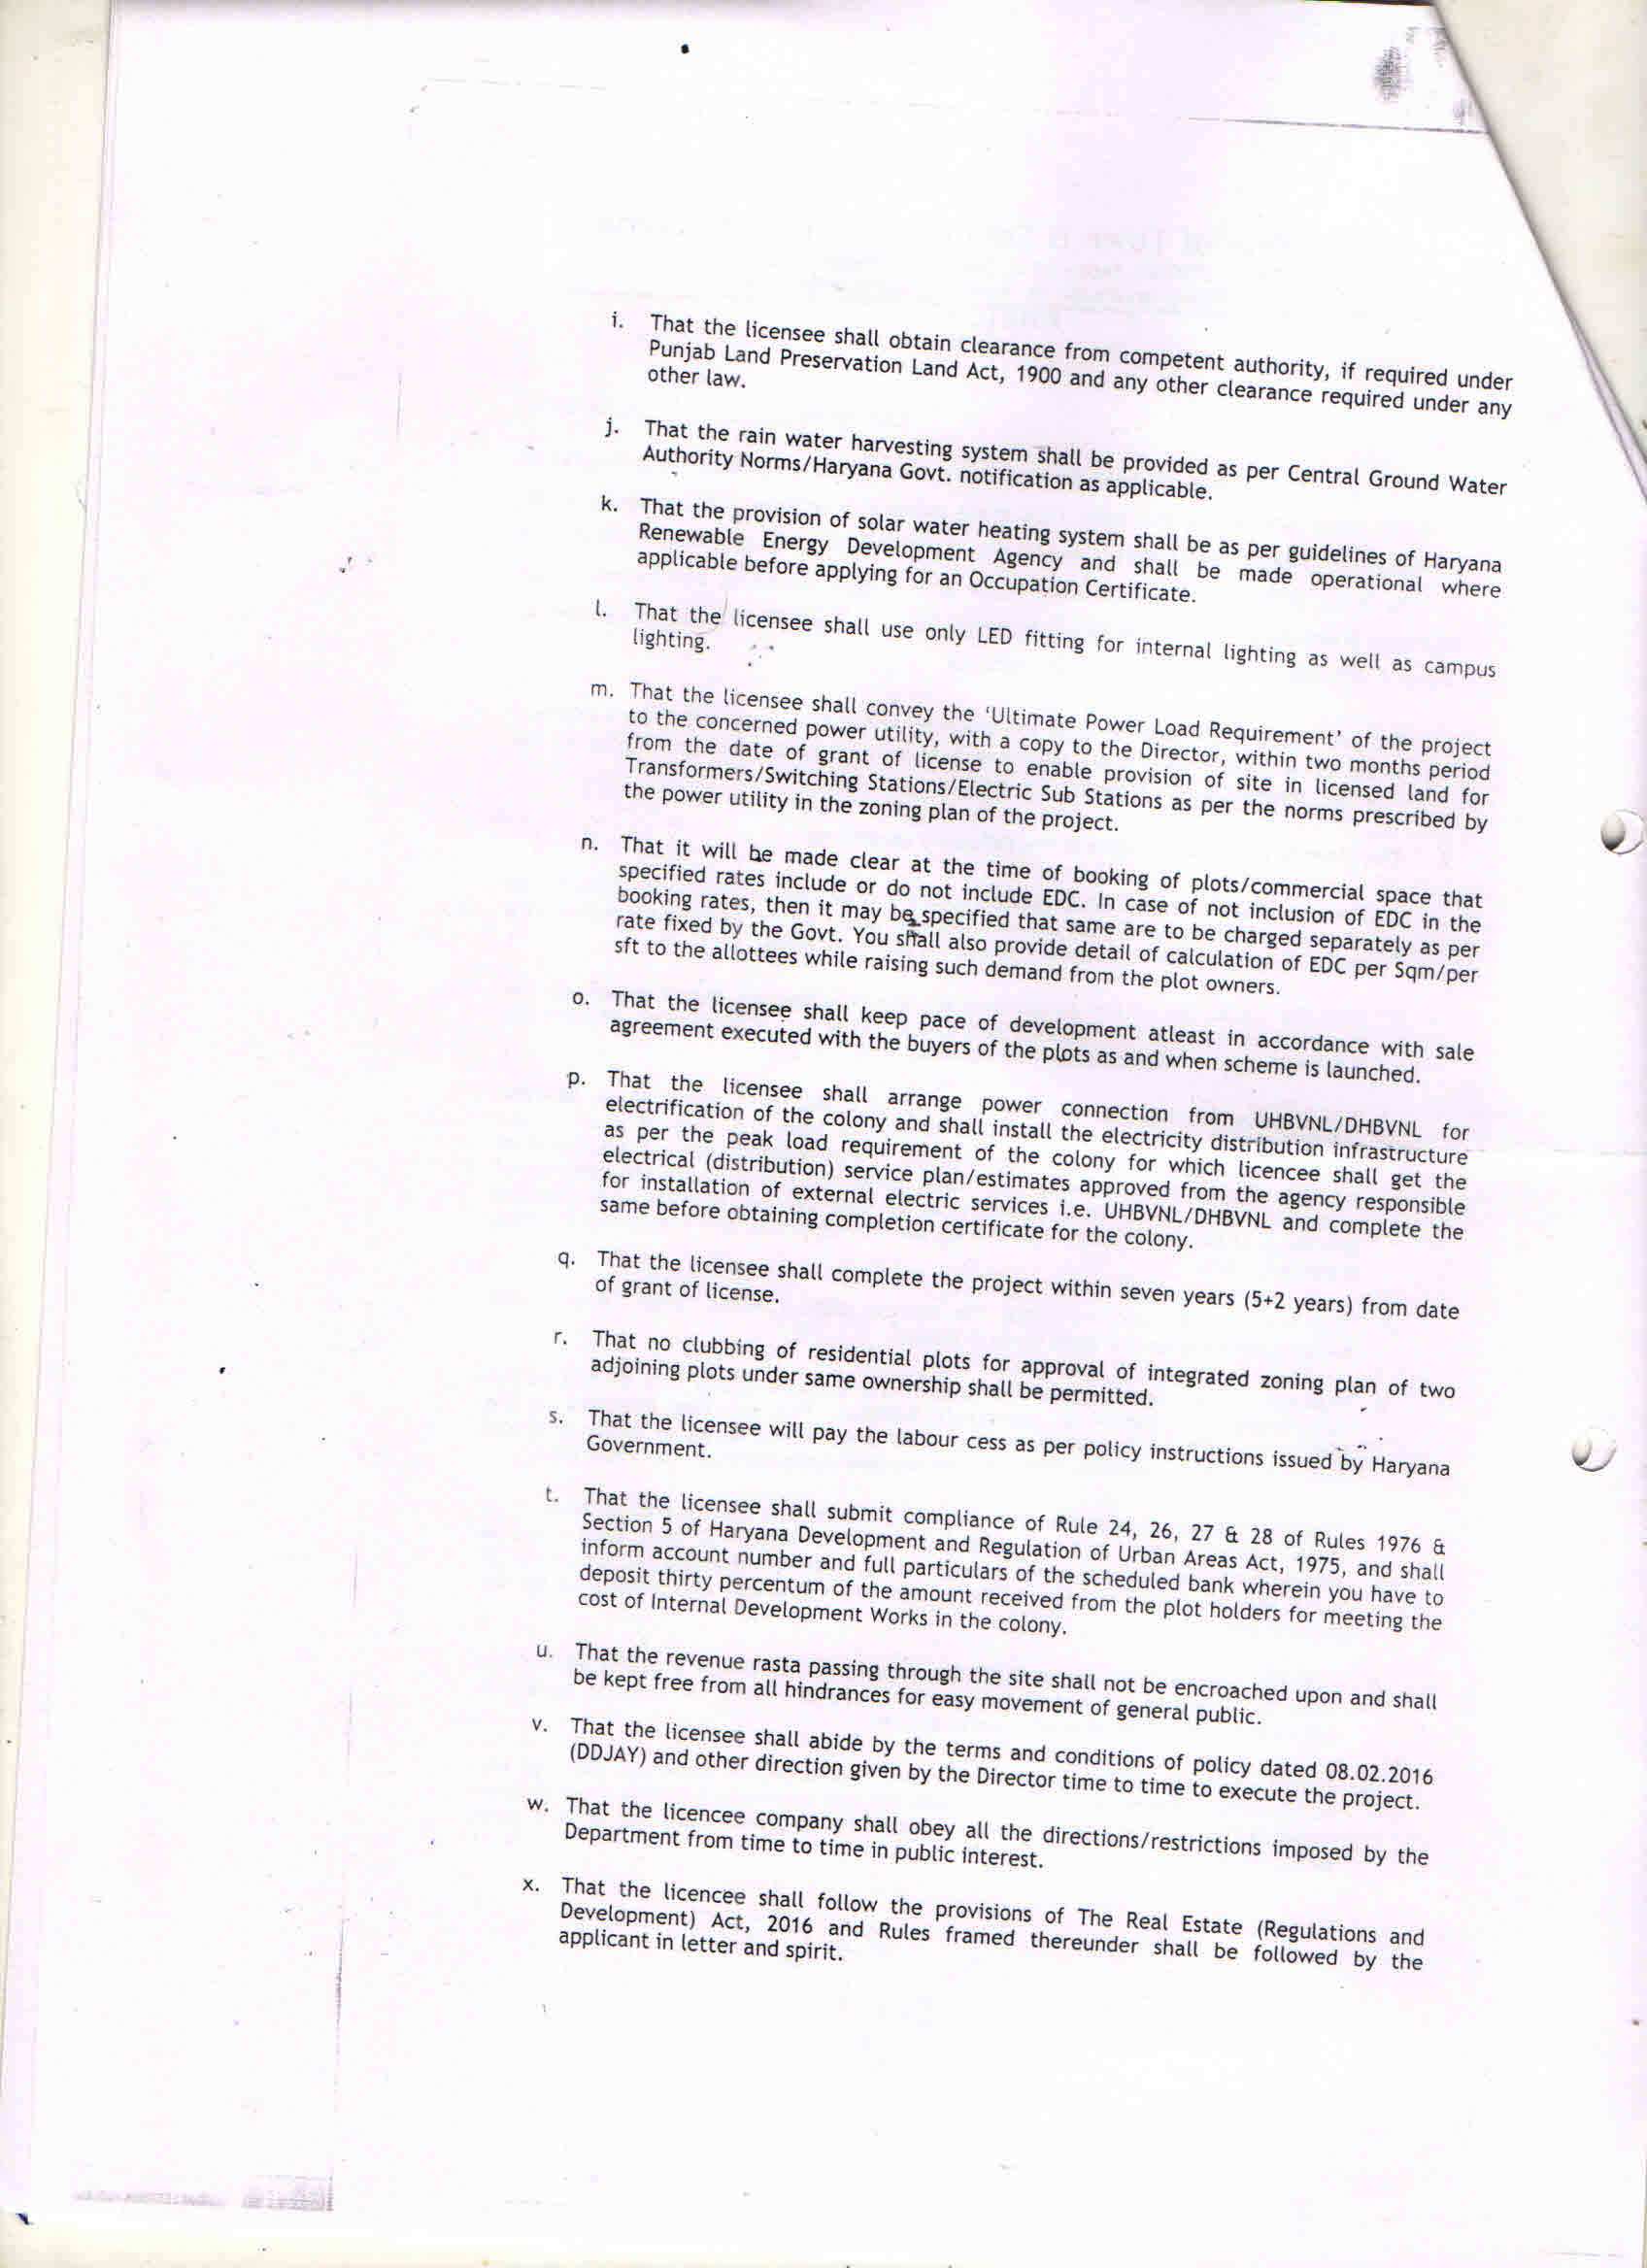 i. That the licensee shall obtain clearance from competent authority, if required under
Punjab Land Preservation Land Act, 1900 and any other clearance required under any
other law.
j. That the rain water harvesting system shall be provided as per Central Ground Water
Authority Norms/Haryana Govt. notification as applicable.
k. That the provision of solar water heating system shall be as per guidelines of Haryana
Renewable Energy Development Agency and shall be made operational where
applicable before applying for an Occupation Certificate.
l. That the licensee shall use only LED fitting for internal lighting as well as campus
lighting.
m. That the licensee shall convey the ‘Ultimate Power Load Requirement’ of the project
to the concerned power utility, with a copy to the Director, within two months period
from the date of grant of license to enable provision of site in licensed land for
Transformers/Switching Stations/Electric Sub Stations as per the norms prescribed by
the power utility in the zoning plan of the project.
n. That it will be made clear at the time of booking of plots/commercial space that
specified rates include or do not include EDC. In case of not inclusion of EDC in the
booking rates, then it may be specified that same are to be charged separately as per
rate fixed by the Govt. You shall also provide detail of calculation of EDC per Sqm/per
sft to the allottees while raising such demand from the plot owners.
o. That the licensee shall keep pace of development atleast in accordance with sale
agreement executed with the buyers of the plots as and when scheme is launched.
p. That the licensee shall arrange power connection from UHBVNL/DHBVNL for
electrification of the colony and shall install the electricity distribution infrastructure
as per the peak load requirement of the colony for which licencee shall get the
electrical (distribution) service plan/estimates approved from the agency responsible
for installation of external electric services i.e. UHBVNL/DHBVNL and complete the
same before obtaining completion certificate for the colony.
q. That the licensee shall complete the project within seven years (5+2 years) from date
of grant of license.
r. That no clubbing of residential plots for approval of integrated zoning plan of two
adjoining plots under same ownership shall be permitted.
s. That the licensee will pay the labour cess as per policy instructions issued by Haryana
Government.
t. That the licensee shall submit compliance of Rule 24, 26, 27 & 28 of Rules 1976 &
Section 5 of Haryana Development and Regulation of Urban Areas Act, 1975, and shall
inform account number and full particulars of the scheduled bank wherein you have to
deposit thirty percentum of the amount received from the plot holders for meeting the
cost of Internal Development Works in the colony.
u. That the revenue rasta passing through the site shall not be encroached upon and shall
be kept free from all hindrances for easy movement of general public.
v. That the licensee shall abide by the terms and conditions of policy dated 08.02.2016
(DDJAY) and other direction given by the Director time to time to execute the project.
w. That the licencee company shall obey all the directions/restrictions imposed by the
Department from time to time in public interest.
x. That the licencee shall follow the provisions of The Real Estate (Regulations and
Development) Act, 2016 and Rules framed thereunder shall be followed by the
applicant in letter and spirit.